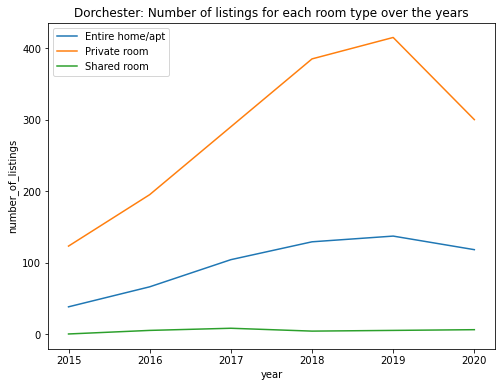 Dorchester: Number of listings for each room type over the years
Entire home/apt
Private room
Shared room
number_of_listings
400
300
200
100
0
2015 2016 2017 2018 2019 2020
year